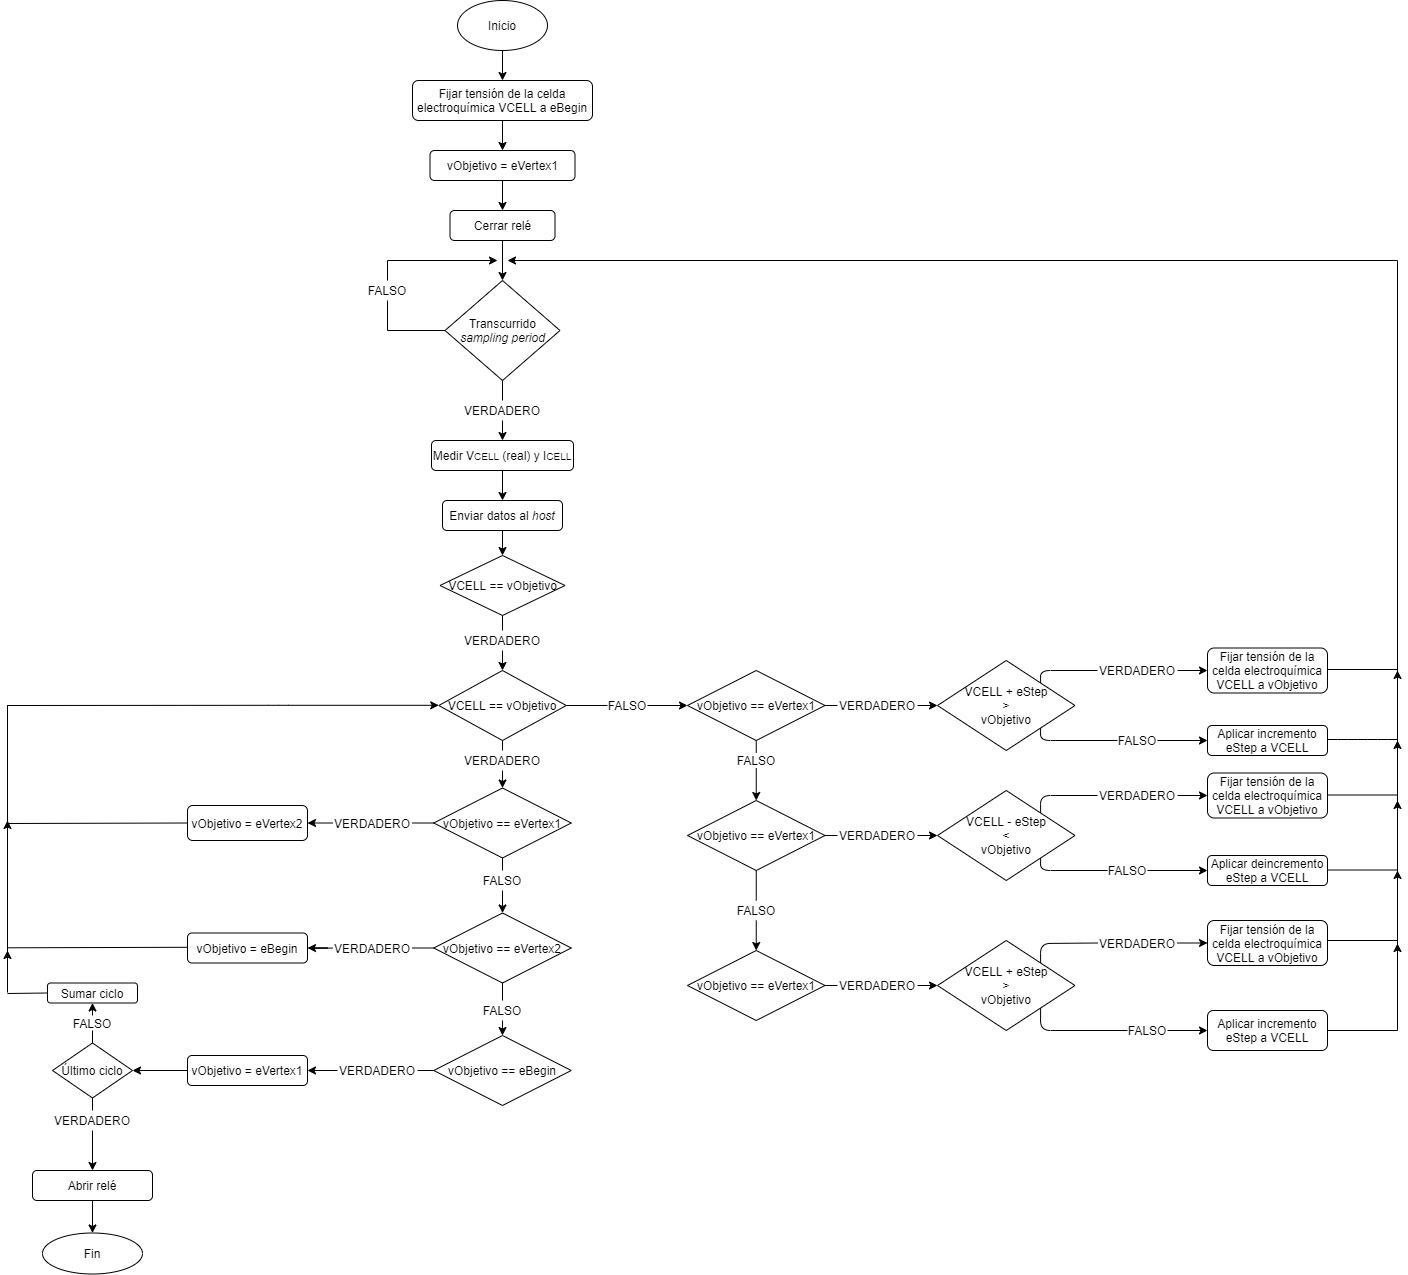 Inicio
Fijar tensión de la celda
electroquímica VCELL a eBegin
vObjetivo = eVertex1
Cerrar relé
FALSO
Transcurrido
sampling period
VERDADERO
Medir VCELL (real) y ICELL
Enviar datos al host
VCELL == vObjetivo
VERDADERO
VCELL == vObjetivo
FALSO
vObjetivo == eVertex1
VERDADERO
VCELL + eStep
>
vObjetivo
VERDADERO
Fijar tensión de la
celda electroquímica
VCELL a vObjetivo
FALSO
Aplicar incremento
eStep a VCELL
VERDADERO
FALSO
vObjetivo = eVertex2
VERDADERO
vObjetivo == eVertex1
vObjetivo == eVertex1
VERDADERO
VCELL - eStep
<
vObjetivo
VERDADERO
Fijar tensión de la
celda electroquímica
VCELL a vObjetivo
FALSO
Aplicar deincremento
eStep a VCELL
FALSO
FALSO
vObjetivo = eBegin
VERDADERO
vObjetivo == eVertex2
vObjetivo == eVertex1
VERDADERO
VCELL + eStep
>
vObjetivo
VERDADERO
Fijar tensión de la
celda electroquímica
VCELL a vObjetivo
FALSO
Aplicar incremento
eStep a VCELL
Sumar ciclo
FALSO
FALSO
Último ciclo
vObjetivo = eVertex1
VERDADERO
vObjetivo == eBegin
VERDADERO
Abrir relé
Fin